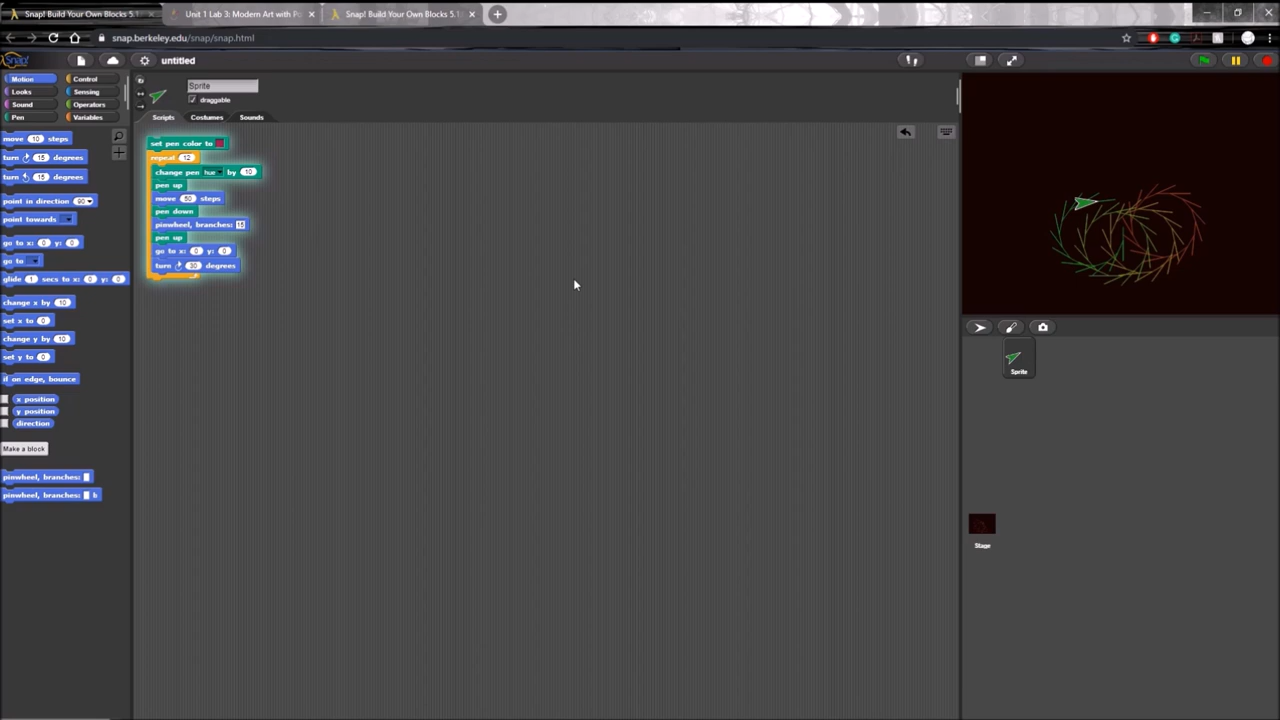 Snap! Build Your Own Blocks 5.1
Unit 1 Lab 3: Modern Art with Po
Snap! Build Your Own Blocks 5.1
snap.berkeley.edu/snap/snap.html
Snap!
untitled
Motion
Control
Looks
Sensing
Sound
Operators
Pen
Variables
Sprite
draggable
Scripts
Costumes
Sounds
move 10 steps
turn 15 degrees
turn 15 degrees
point in direction 90
point towards
go to x: 0 y: 0
go to
glide 1 secs to x: 0 y: 0
change x by 10
set x to 0
change y by 10
set y to 0
if on edge, bounce
x position
y position
direction
Make a block
pinwheel, branches:
pinwheel, branches: b
set pen color to
repeat 12
change pen hue by 10
pen up
move 50 steps
pen down
pinwheel, branches: 15
pen up
go to x: 0 y: 0
turn 30 degrees
Sprite
Stage